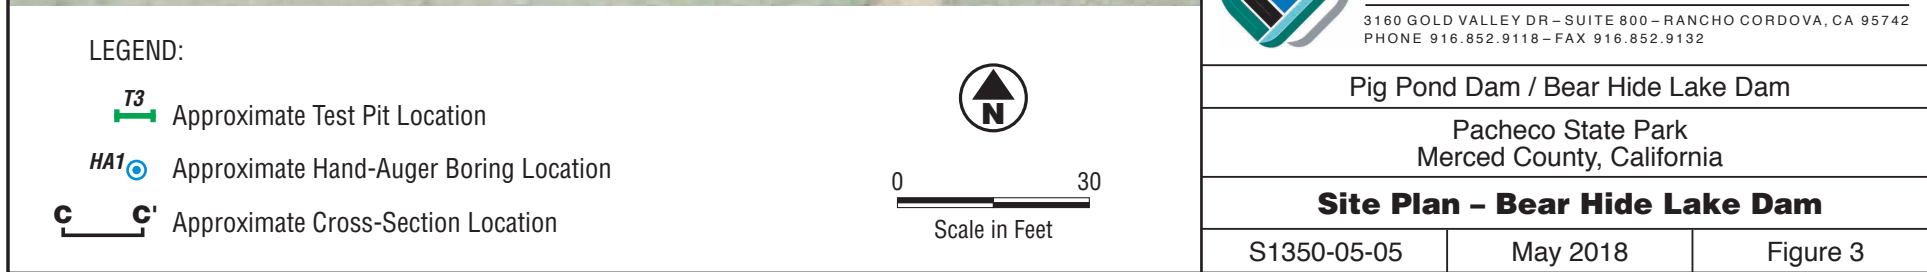 LEGEND:
T3
Approximate Test Pit Location
HA1
Approximate Hand-Auger Boring Location
C C'
Approximate Cross-Section Location
N
0 30
Scale in Feet
3160 GOLD VALLEY DR – SUITE 800 – RANCHO CORDOVA, CA 95742
PHONE 916.852.9118 – FAX 916.852.9132
Pig Pond Dam / Bear Hide Lake Dam
Pacheco State Park
Merced County, California
Site Plan – Bear Hide Lake Dam
S1350-05-05 May 2018 Figure 3